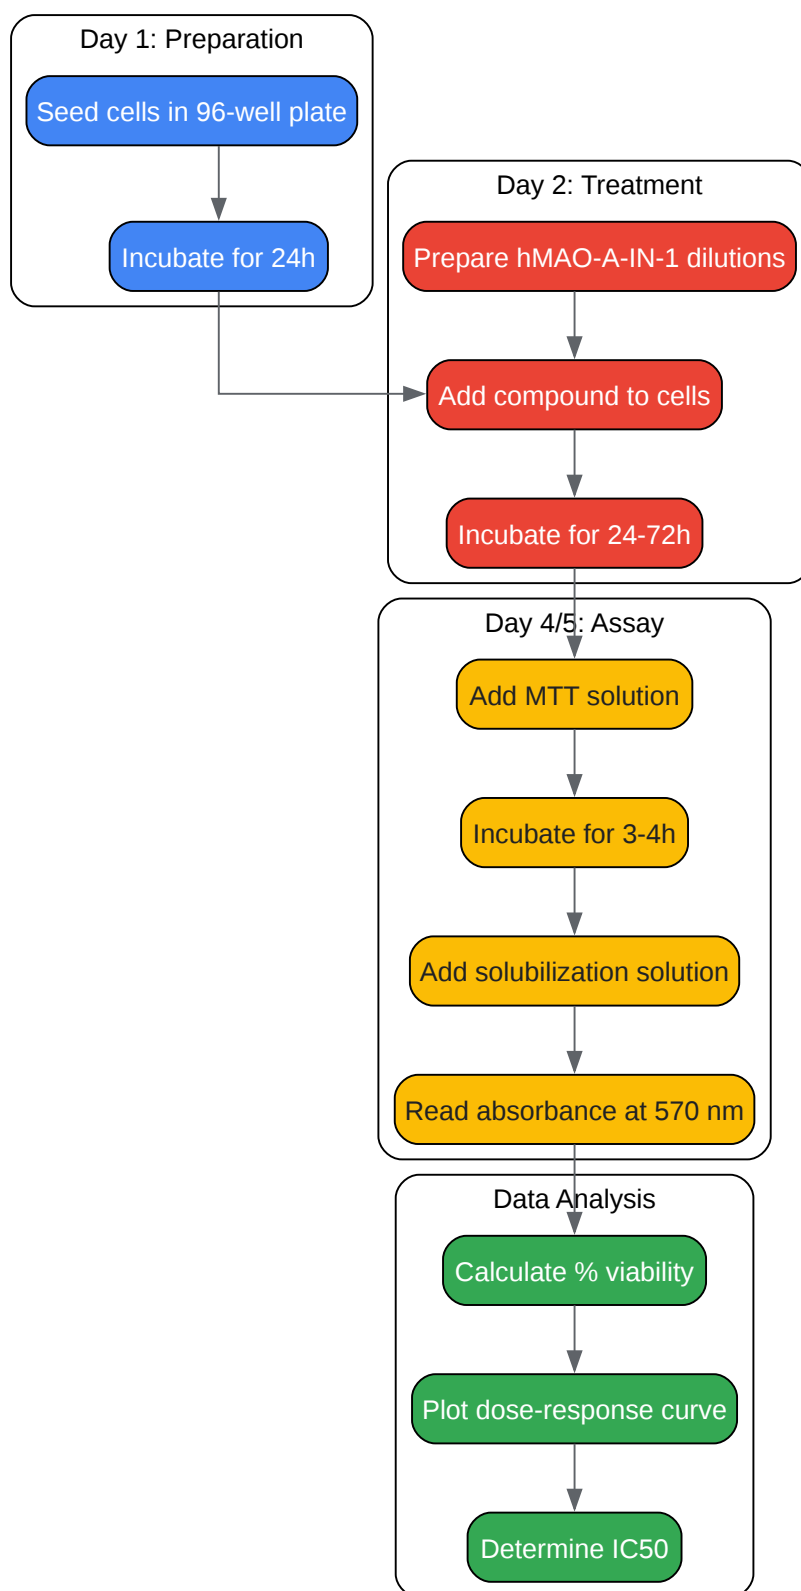 Day 1: Preparation
Seed cells in 96-well plate
Incubate for 24h
Day 2: Treatment
Prepare hMAO-A-IN-1 dilutions
Add compound to cells
Incubate for 24-72h
Day 4/5: Assay
Add MTT solution
Incubate for 3-4h
Add solubilization solution
Read absorbance at 570 nm
Data Analysis
Calculate % viability
Plot dose-response curve
Determine IC50